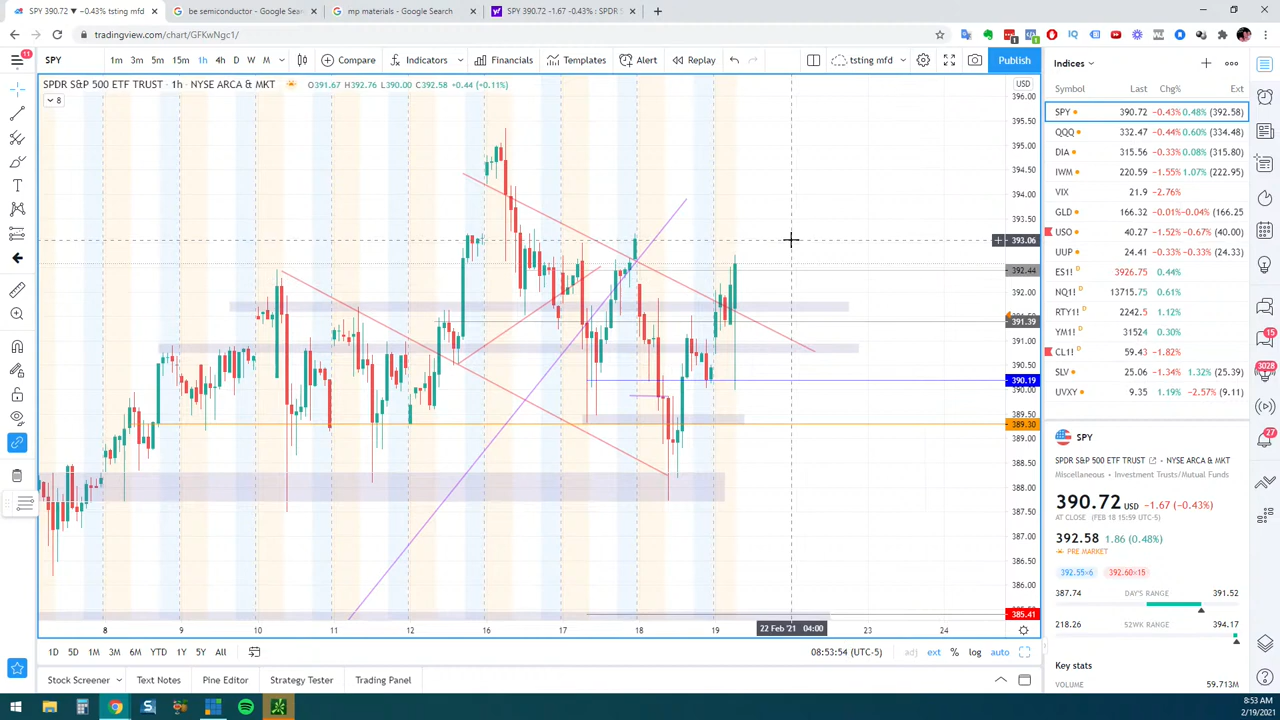 SPY 390.72 ▼ −0.43% tsting mfd
be semiconductor - Google Search
mp materials - Google Search
SPY 390.72 -1.67 -0.43% : SPDR S
tradingview.com/chart/GFKwNgc1/
11
SPY
1m 3m 5m 15m 1h 4h D W M
Compare
Indicators
Financials
Templates
Alert
Replay
tsting mfd
Publish
SPDR S&P 500 ETF TRUST · 1h · NYSE ARCA & MKT
O391.67 H392.76 L390.00 C392.58 +0.44 (+0.11%)
8
USD
396.00
395.50
395.00
394.50
394.00
393.50
393.06
392.44
392.00
391.39
391.00
390.19
390.00
389.50
389.30
389.00
388.50
388.00
387.50
387.00
386.50
386.00
385.41
8 9 10 11 12 16 17 18 19 22 Feb '21 04:00 23 24
1D 5D 1M 3M 6M YTD 1Y 5Y All
08:53:54 (UTC-5)
adj ext % log auto
Stock Screener
Text Notes
Pine Editor
Strategy Tester
Trading Panel
Indices
Symbol Last Chg% Ext
SPY 390.72 −0.43% 0.48% (392.58)
QQQ 332.47 −0.44% 0.60% (334.48)
DIA 315.56 −0.33% 0.08% (315.80)
IWM 220.59 −1.55% 1.07% (222.95)
VIX 21.9 −2.76%
GLD 166.32 −0.01% −0.04% (166.25
USO 40.27 −1.52% −0.67% (40.00)
UUP 24.41 −0.33% −0.33% (24.33)
ES1! D 3926.75 0.44%
NQ1! D 13715.75 0.61%
RTY1! D 2242.5 1.12%
YM1! D 31524 0.30%
CL1! D 59.43 −1.82%
SLV 25.06 −1.34% 1.32% (25.39)
UVXY 9.35 1.19% −2.57% (9.11)
SPY
SPDR S&P 500 ETF TRUST NYSE ARCA & MKT
Miscellaneous • Investment Trusts/Mutual Funds
390.72 USD −1.67 (−0.43%)
AT CLOSE (FEB 18 15:59 UTC-5)
392.58 1.86 (0.48%)
PRE MARKET
392.55×6 392.60×15
387.74 DAY'S RANGE 391.52
218.26 52WK RANGE 394.17
Key stats
VOLUME 59.713M
15
3028
27
8:53 AM
2/19/2021